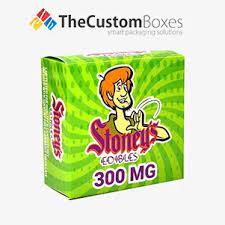 TheCustomBoxes
smart packaging solutions
Stoney's
EDIBLES
300 MG